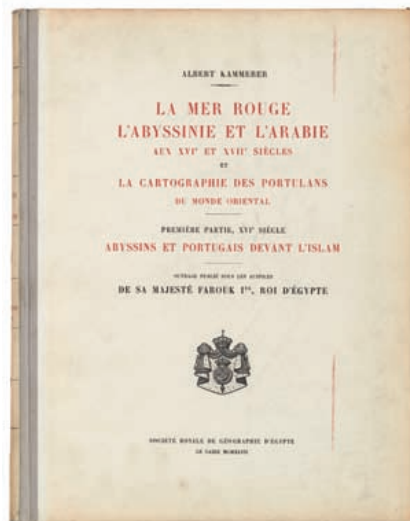 ALBERT KAMMERER
LA MER ROUGE
L'ABYSSINIE ET L'ARABIE
AUX XVIᵉ ET XVIIᵉ SIÈCLES
ET
LA CARTOGRAPHIE DES PORTULANS
DU MONDE ORIENTAL
PREMIÈRE PARTIE, XVIᵉ SIÈCLE
ABYSSINS ET PORTUGAIS DEVANT L'ISLAM
OUVRAGE PUBLIÉ SOUS LES AUSPICES
DE SA MAJESTÉ FAROUK Iᵉʳ, ROI D'ÉGYPTE
SOCIÉTÉ ROYALE DE GÉOGRAPHIE D'ÉGYPTE
LE CAIRE